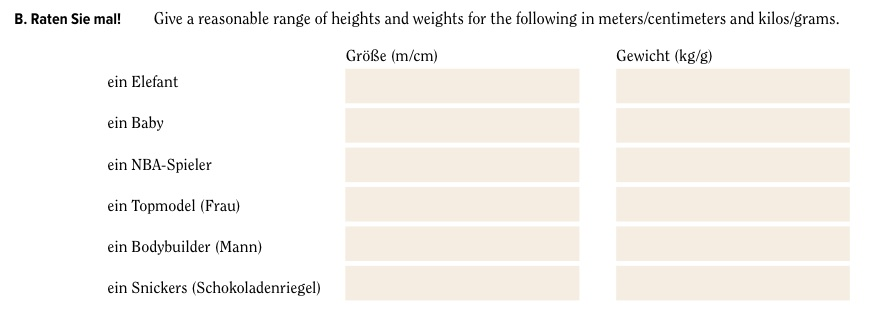 B. Raten Sie mal! Give a reasonable range of heights and weights for the following in meters/centimeters and kilos/grams.
Größe (m/cm) Gewicht (kg/g)
ein Elefant
ein Baby
ein NBA-Spieler
ein Topmodel (Frau)
ein Bodybuilder (Mann)
ein Snickers (Schokoladenriegel)